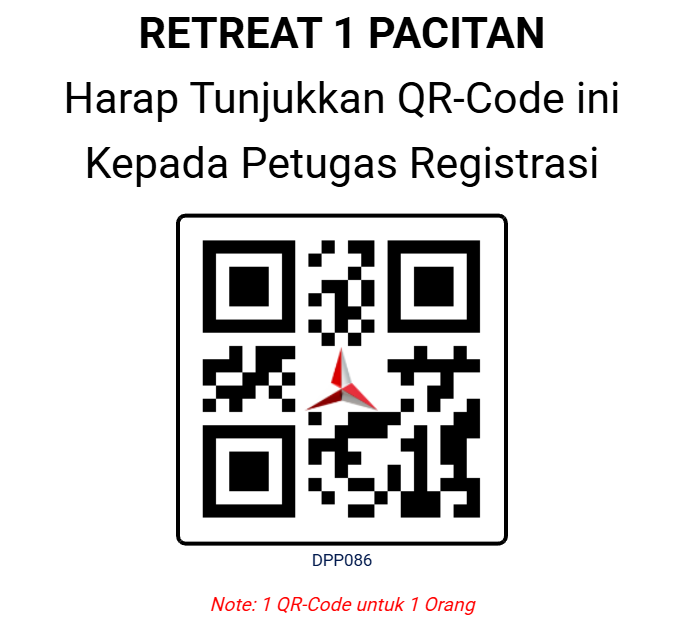 RETREAT 1 PACITAN
Harap Tunjukkan QR-Code ini
Kepada Petugas Registrasi
DPP086
Note: 1 QR-Code untuk 1 Orang